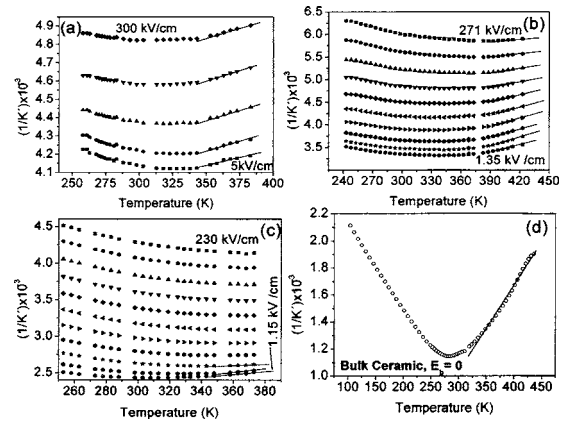 (a)
300 kV/cm
5kV/cm
(1/K´)x10³
4.9
4.8
4.7
4.6
4.5
4.4
4.3
4.2
4.1
250 275 300 325 350 375 400
Temperature (K)
(b)
271 kV/cm
1.35 kV /cm
(1/K´)x10³
6.5
6.0
5.5
5.0
4.5
4.0
3.5
240 270 300 330 360 390 420 450
Temperature (K)
(c)
230 kV/cm
1.15 kV /cm
(1/K´)x10³
4.5
4.0
3.5
3.0
2.5
260 280 300 320 340 360 380
Temperature (K)
(d)
(1/K´)x10³
2.2
2.0
1.8
1.6
1.4
1.2
1.0
Bulk Ceramic, E_b = 0
100 150 200 250 300 350 400 450
Temperature (K)